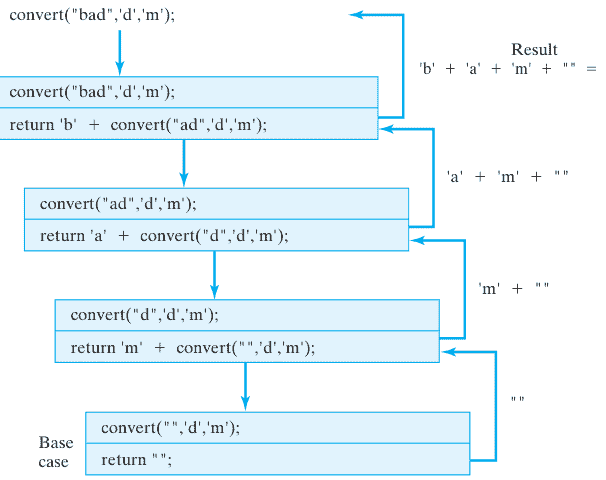 convert("bad",'d','m');
Result
'b' + 'a' + 'm' + "" =
convert("bad",'d','m');
return 'b' + convert("ad",'d','m');
'a' + 'm' + ""
convert("ad",'d','m');
return 'a' + convert("d",'d','m');
'm' + ""
convert("d",'d','m');
return 'm' + convert("",'d','m');
""
convert("",'d','m');
Base
case
return "";